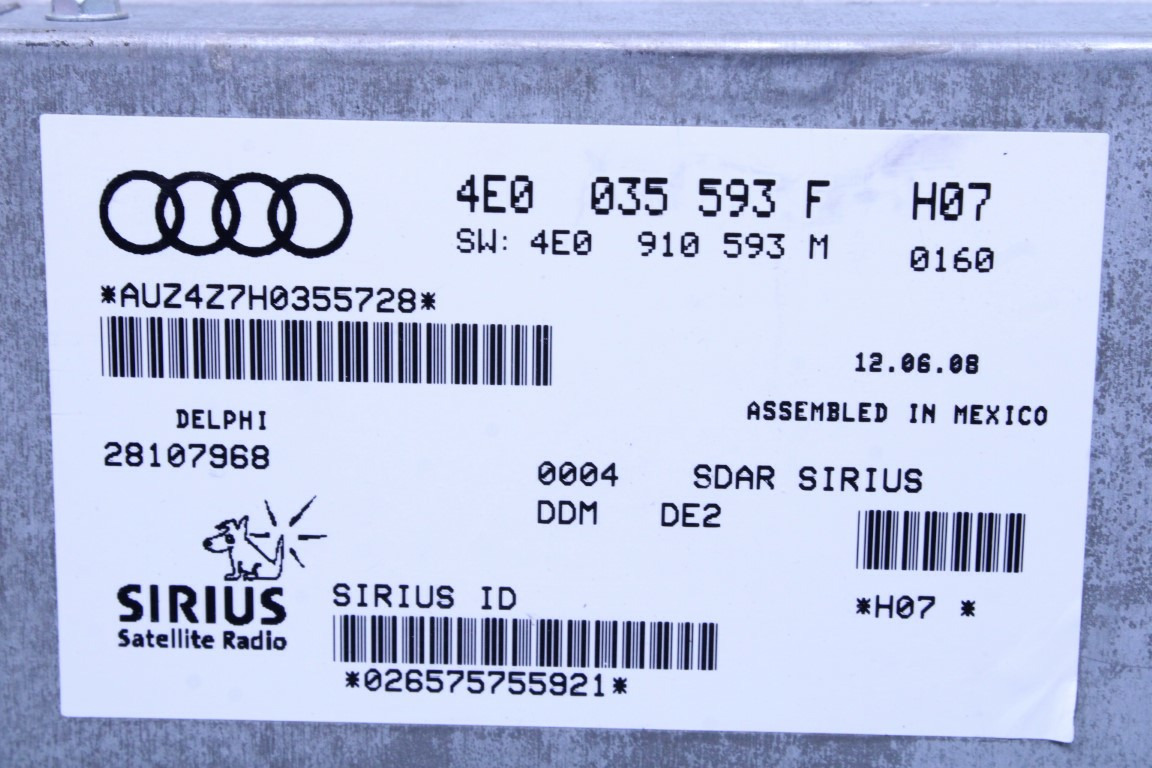 4E0 035 593 F H07
SW: 4E0 910 593 M 0160
*AUZ4Z7H0355728*
12.06.08
DELPHI
ASSEMBLED IN MEXICO
28107968
0004 SDAR SIRIUS
DDM DE2
SIRIUS
Satellite Radio
SIRIUS ID
*H07 *
*026575755921*